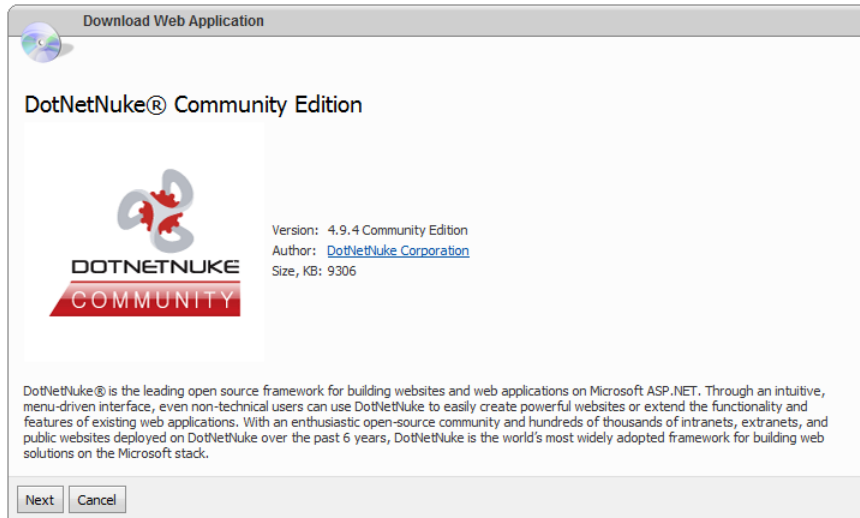 Download Web Application
DotNetNuke® Community Edition
DOTNETNUKE
COMMUNITY
Version: 4.9.4 Community Edition
Author: DotNetNuke Corporation
Size, KB: 9306
DotNetNuke® is the leading open source framework for building websites and web applications on Microsoft ASP.NET. Through an intuitive,
menu-driven interface, even non-technical users can use DotNetNuke to easily create powerful websites or extend the functionality and
features of existing web applications. With an enthusiastic open-source community and hundreds of thousands of intranets, extranets, and
public websites deployed on DotNetNuke over the past 6 years, DotNetNuke is the world's most widely adopted framework for building web
solutions on the Microsoft stack.
Next Cancel